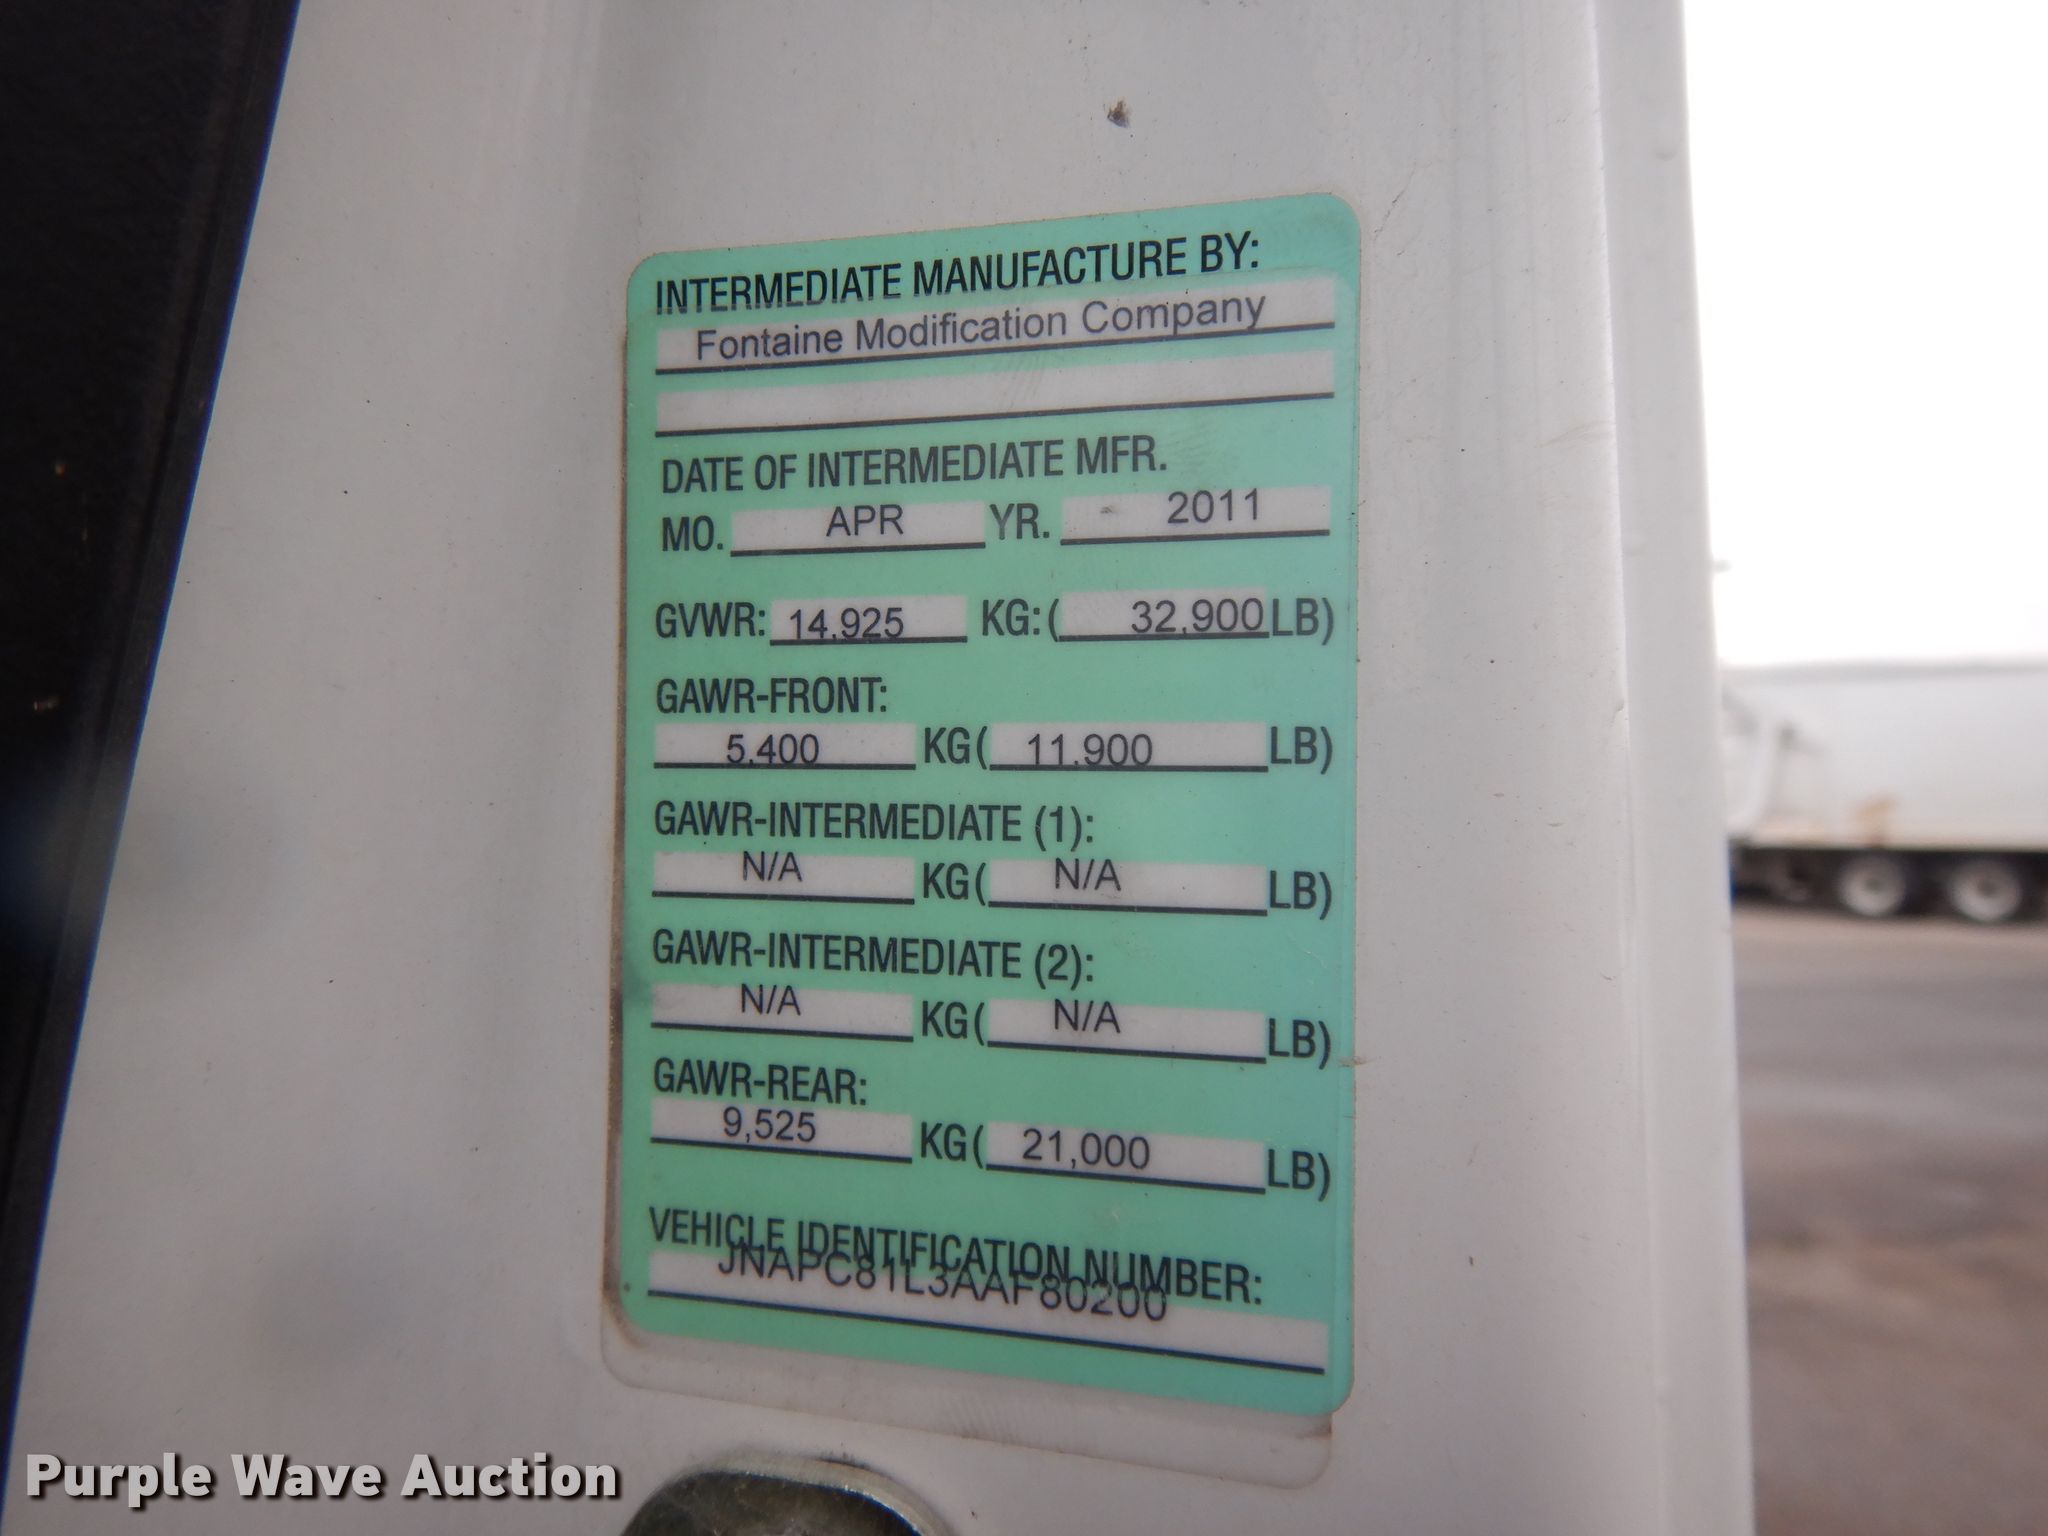 INTERMEDIATE MANUFACTURE BY:
Fontaine Modification Company
DATE OF INTERMEDIATE MFR.
MO. APR YR. 2011
GVWR: 14,925 KG: ( 32,900 LB)
GAWR-FRONT:
5,400 KG ( 11,900 LB)
GAWR-INTERMEDIATE (1):
N/A KG ( N/A LB)
GAWR-INTERMEDIATE (2):
N/A KG ( N/A LB)
GAWR-REAR:
9,525 KG ( 21,000 LB)
VEHICLE IDENTIFICATION NUMBER:
JNAPC81L3AAF80200
Purple Wave Auction